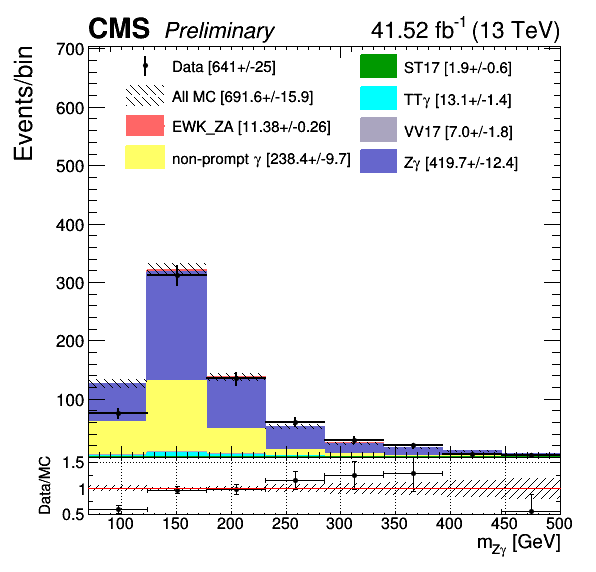 CMS Preliminary 41.52 fb⁻¹ (13 TeV)
Events/bin
700
600
500
400
300
200
100
Data [641+/-25]
All MC [691.6+/-15.9]
EWK_ZA [11.38+/-0.26]
non-prompt γ [238.4+/-9.7]
ST17 [1.9+/-0.6]
TTγ [13.1+/-1.4]
VV17 [7.0+/-1.8]
Zγ [419.7+/-12.4]
Data/MC
1.5
1
0.5
100 150 200 250 300 350 400 450 500
m_Zγ [GeV]